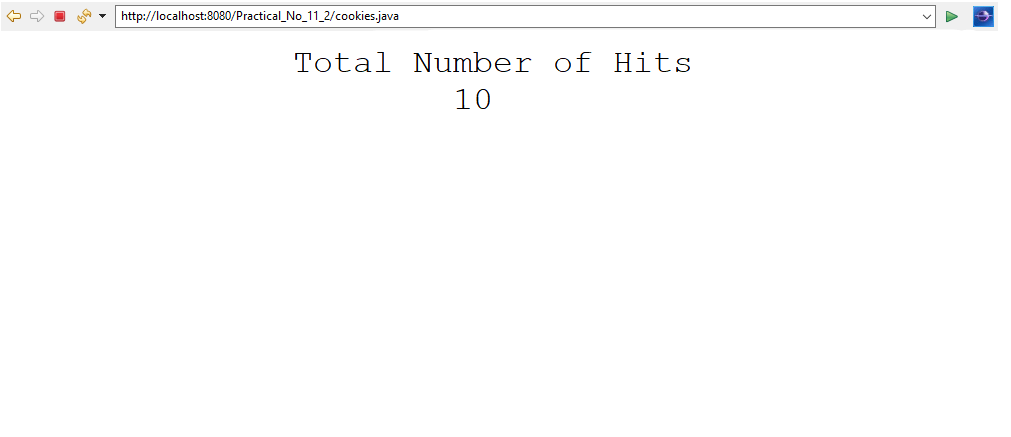 http://localhost:8080/Practical_No_11_2/cookies.java
Total Number of Hits
10